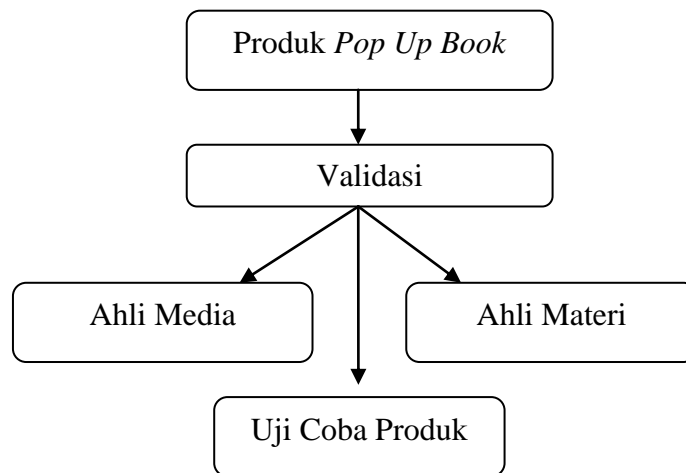 Produk Pop Up Book
Validasi
Ahli Media
Ahli Materi
Uji Coba Produk